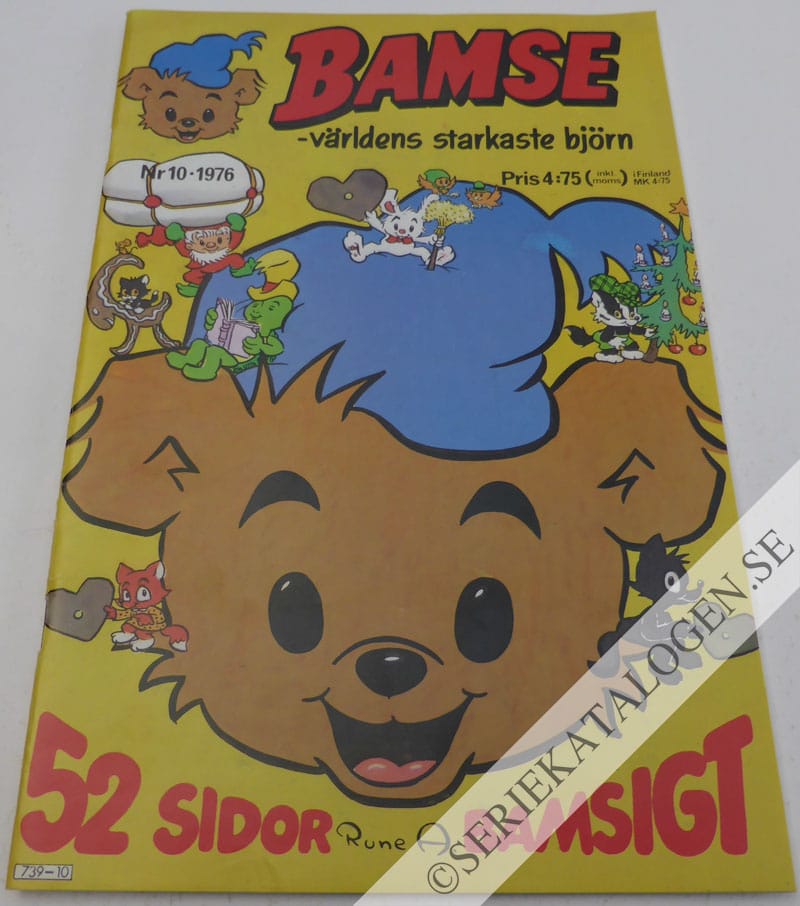 BAMSE
-världens starkaste björn
Nr 10 · 1976
Pris 4:75 (inkl. moms) i Finland MK 4:75
52 SIDOR BAMSIGT
Rune A
739-10
©SERIEKATALOGEN.SE